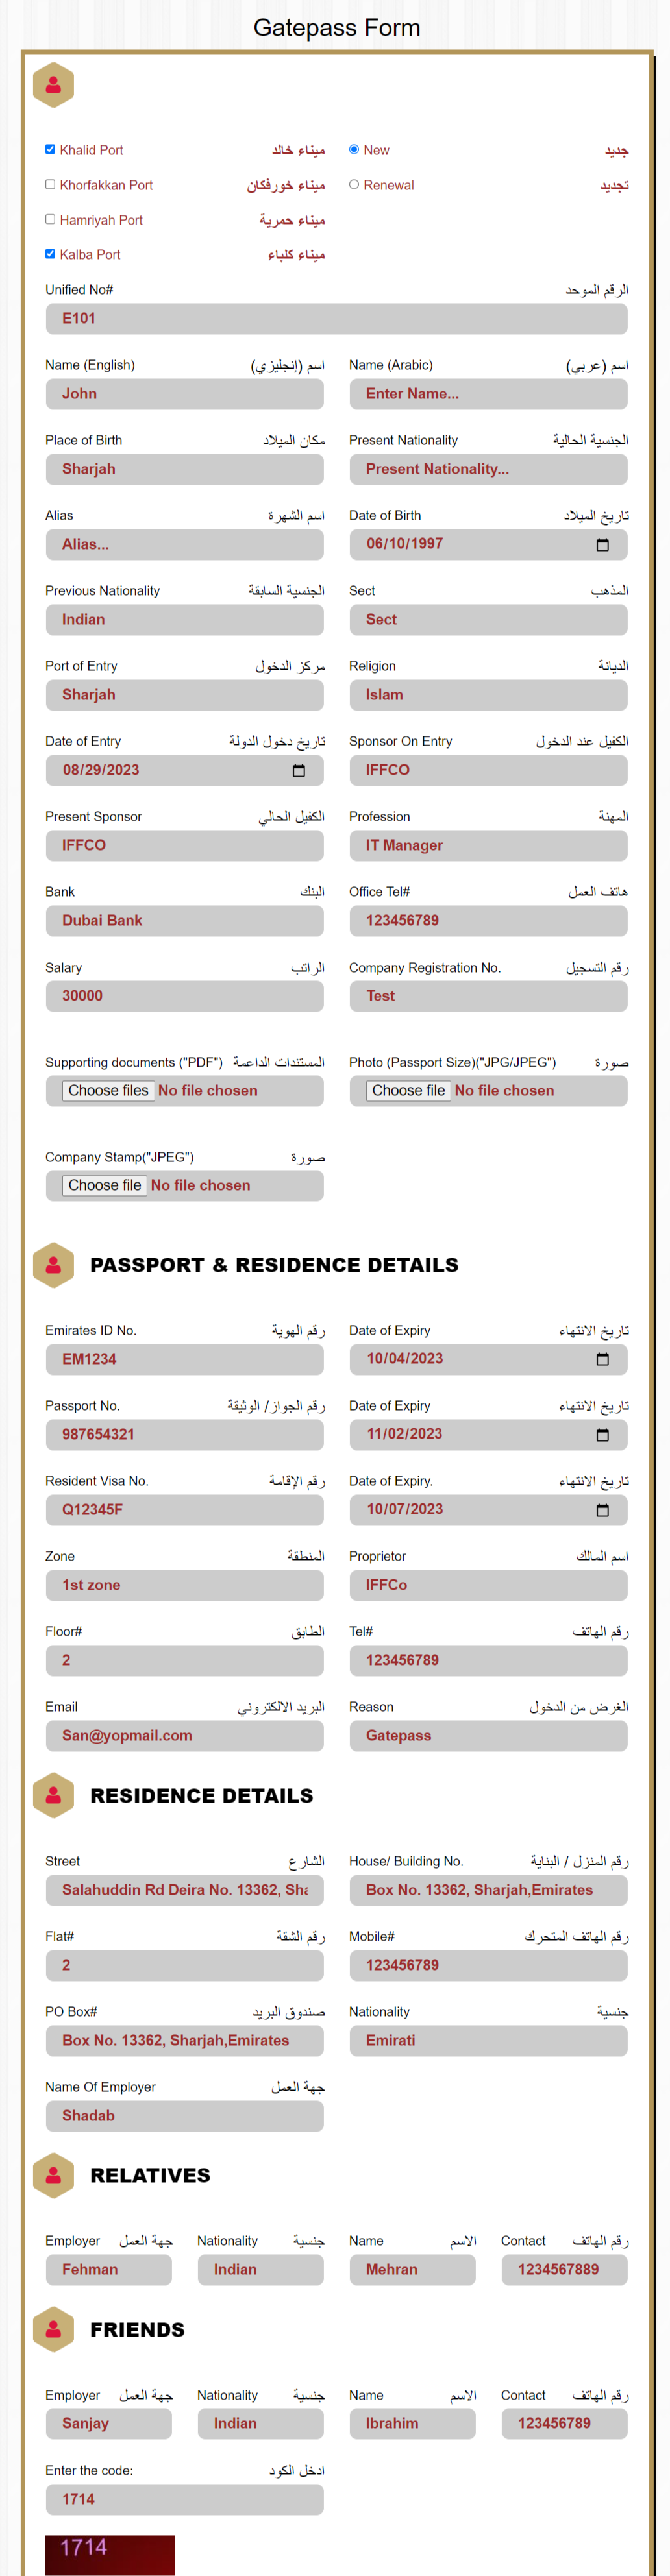 Gatepass Form
Khalid Port ميناء خالد
New جديد
Khorfakkan Port ميناء خورفكان
Renewal تجديد
Hamriyah Port ميناء حمرية
Kalba Port ميناء كلباء
Unified No# الرقم الموحد
E101
Name (English) اسم (إنجليزي)
Name (Arabic) اسم (عربي)
John
Enter Name...
Place of Birth مكان الميلاد
Present Nationality الجنسية الحالية
Sharjah
Present Nationality...
Alias اسم الشهرة
Date of Birth تاريخ الميلاد
Alias...
06/10/1997
Previous Nationality الجنسية السابقة
Sect المذهب
Indian
Sect
Port of Entry مركز الدخول
Religion الديانة
Sharjah
Islam
Date of Entry تاريخ دخول الدولة
Sponsor On Entry الكفيل عند الدخول
08/29/2023
IFFCO
Present Sponsor الكفيل الحالي
Profession المهنة
IFFCO
IT Manager
Bank البنك
Office Tel# هاتف العمل
Dubai Bank
123456789
Salary الراتب
Company Registration No. رقم التسجيل
30000
Test
Supporting documents ("PDF") المستندات الداعمة
Photo (Passport Size)("JPG/JPEG") صورة
Choose files No file chosen
Choose file No file chosen
Company Stamp("JPEG") صورة
Choose file No file chosen
PASSPORT & RESIDENCE DETAILS
Emirates ID No. رقم الهوية
Date of Expiry تاريخ الانتهاء
EM1234
10/04/2023
Passport No. رقم الجواز/ الوثيقة
Date of Expiry تاريخ الانتهاء
987654321
11/02/2023
Resident Visa No. رقم الإقامة
Date of Expiry. تاريخ الانتهاء
Q12345F
10/07/2023
Zone المنطقة
Proprietor اسم المالك
1st zone
IFFCo
Floor# الطابق
Tel# رقم الهاتف
2
123456789
Email البريد الالكتروني
Reason الغرض من الدخول
San@yopmail.com
Gatepass
RESIDENCE DETAILS
Street الشارع
House/ Building No. رقم المنزل / البناية
Salahuddin Rd Deira No. 13362, Sha
Box No. 13362, Sharjah,Emirates
Flat# رقم الشقة
Mobile# رقم الهاتف المتحرك
2
123456789
PO Box# صندوق البريد
Nationality جنسية
Box No. 13362, Sharjah,Emirates
Emirati
Name Of Employer جهة العمل
Shadab
RELATIVES
Employer جهة العمل
Nationality جنسية
Name الاسم
Contact رقم الهاتف
Fehman
Indian
Mehran
1234567889
FRIENDS
Employer جهة العمل
Nationality جنسية
Name الاسم
Contact رقم الهاتف
Sanjay
Indian
Ibrahim
123456789
Enter the code: ادخل الكود
1714
1714